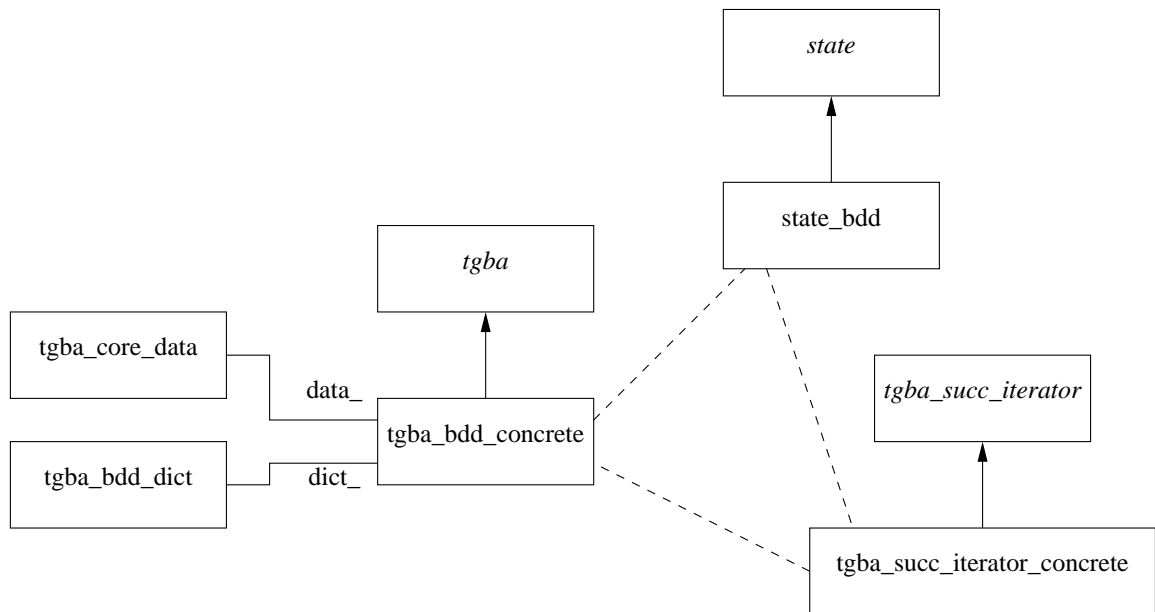 state
state_bdd
tgba
tgba_core_data
tgba_succ_iterator
data_
tgba_bdd_concrete
tgba_bdd_dict
dict_
tgba_succ_iterator_concrete